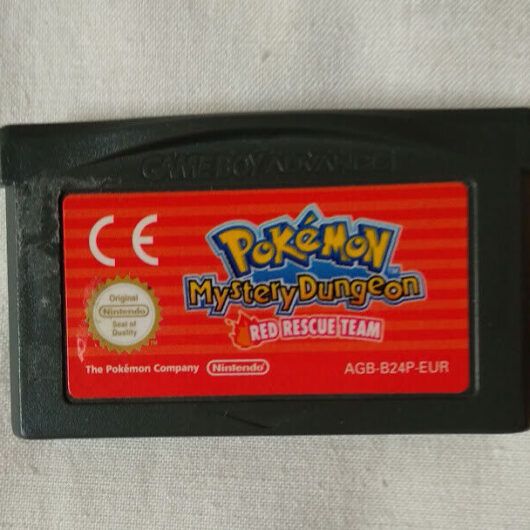 GAME BOY ADVANCE
CE
POKéMON
Mystery Dungeon
RED RESCUE TEAM
Original
Nintendo
Seal of
Quality
The Pokémon Company Nintendo AGB-B24P-EUR